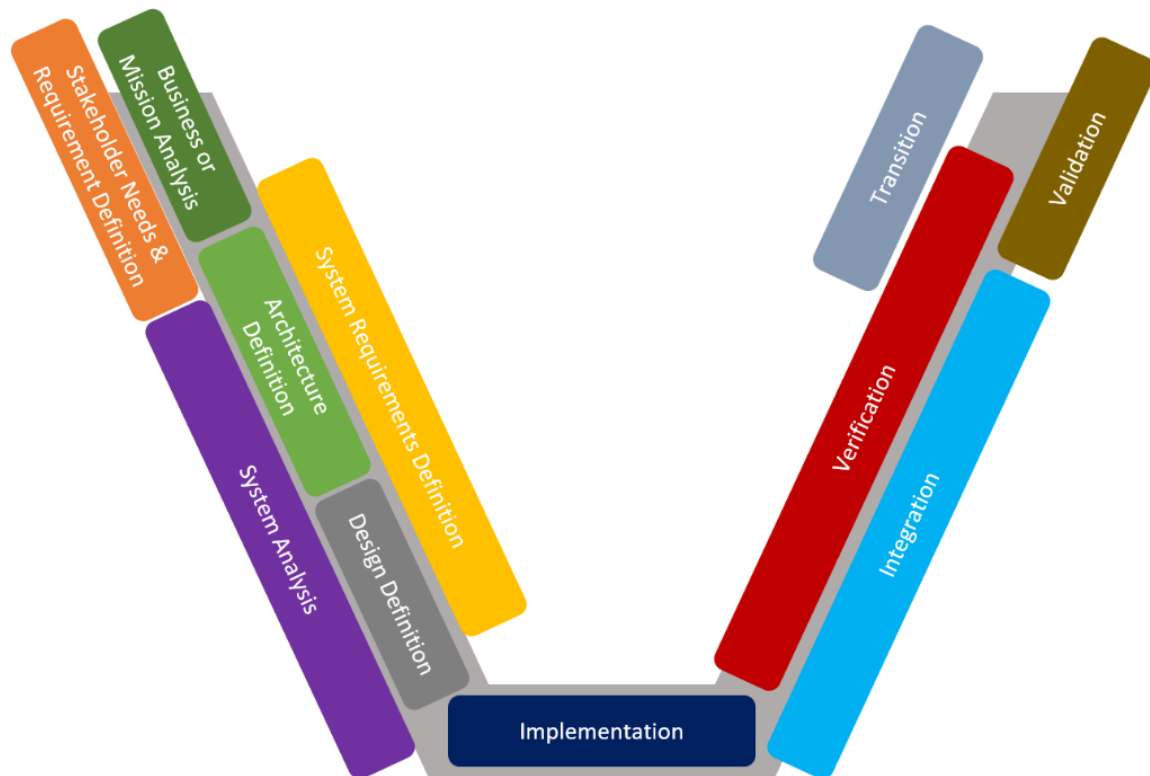 Stakeholder Needs &
Requirement Definition
Business or
Mission Analysis
System Requirements Definition
Architecture
Definition
System Analysis
Design Definition
Implementation
Transition
Verification
Validation
Integration